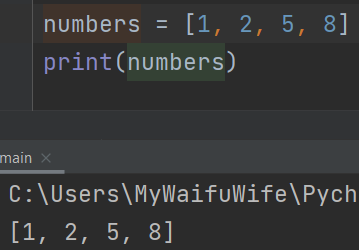 numbers = [1, 2, 5, 8]
print(numbers)
main ×
C:\Users\MyWaifuWife\Pych
[1, 2, 5, 8]